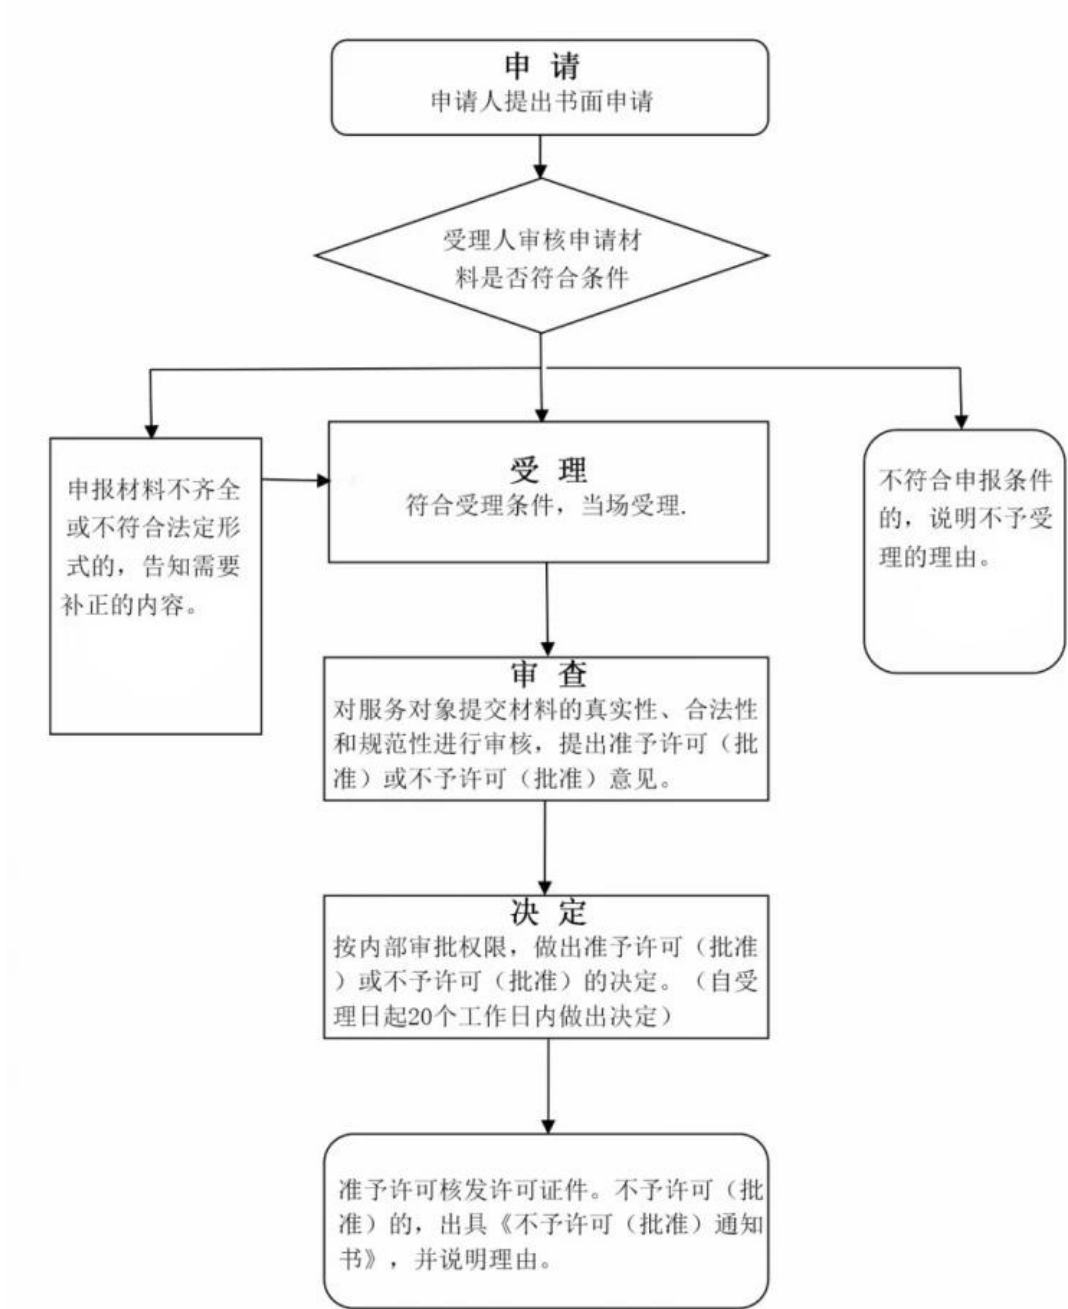 申 请
申请人提出书面申请
受理人审核申请材
料是否符合条件
申报材料不齐全
或不符合法定形
式的，告知需要
补正的内容。
受 理
符合受理条件，当场受理.
不符合申报条件
的，说明不予受
理的理由。
审 查
对服务对象提交材料的真实性、合法性
和规范性进行审核，提出准予许可（批
准）或不予许可（批准）意见。
决 定
按内部审批权限，做出准予许可（批准
）或不予许可（批准）的决定。（自受
理日起20个工作日内做出决定）
准予许可核发许可证件。不予许可（批
准）的，出具《不予许可（批准）通知
书》，并说明理由。